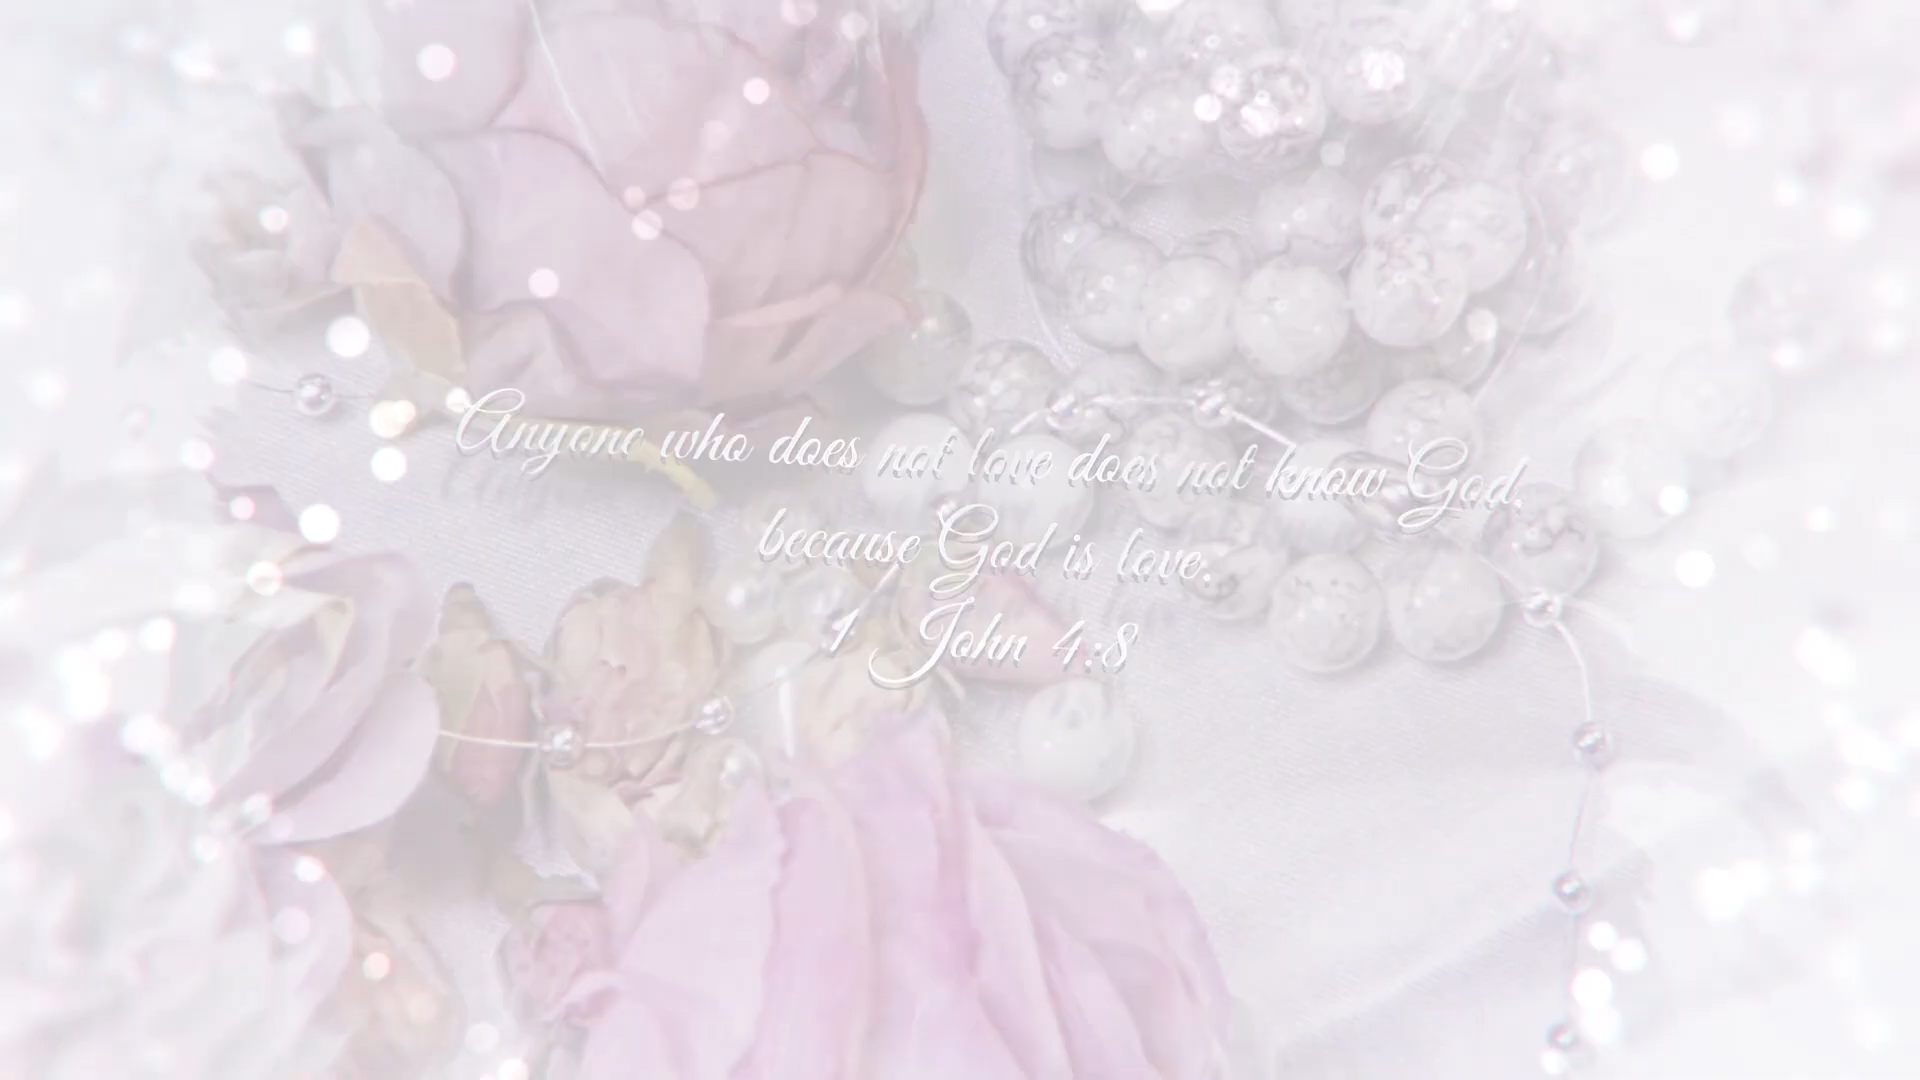 Anyone who does not love does not know God,
because God is love.
1 John 4:8